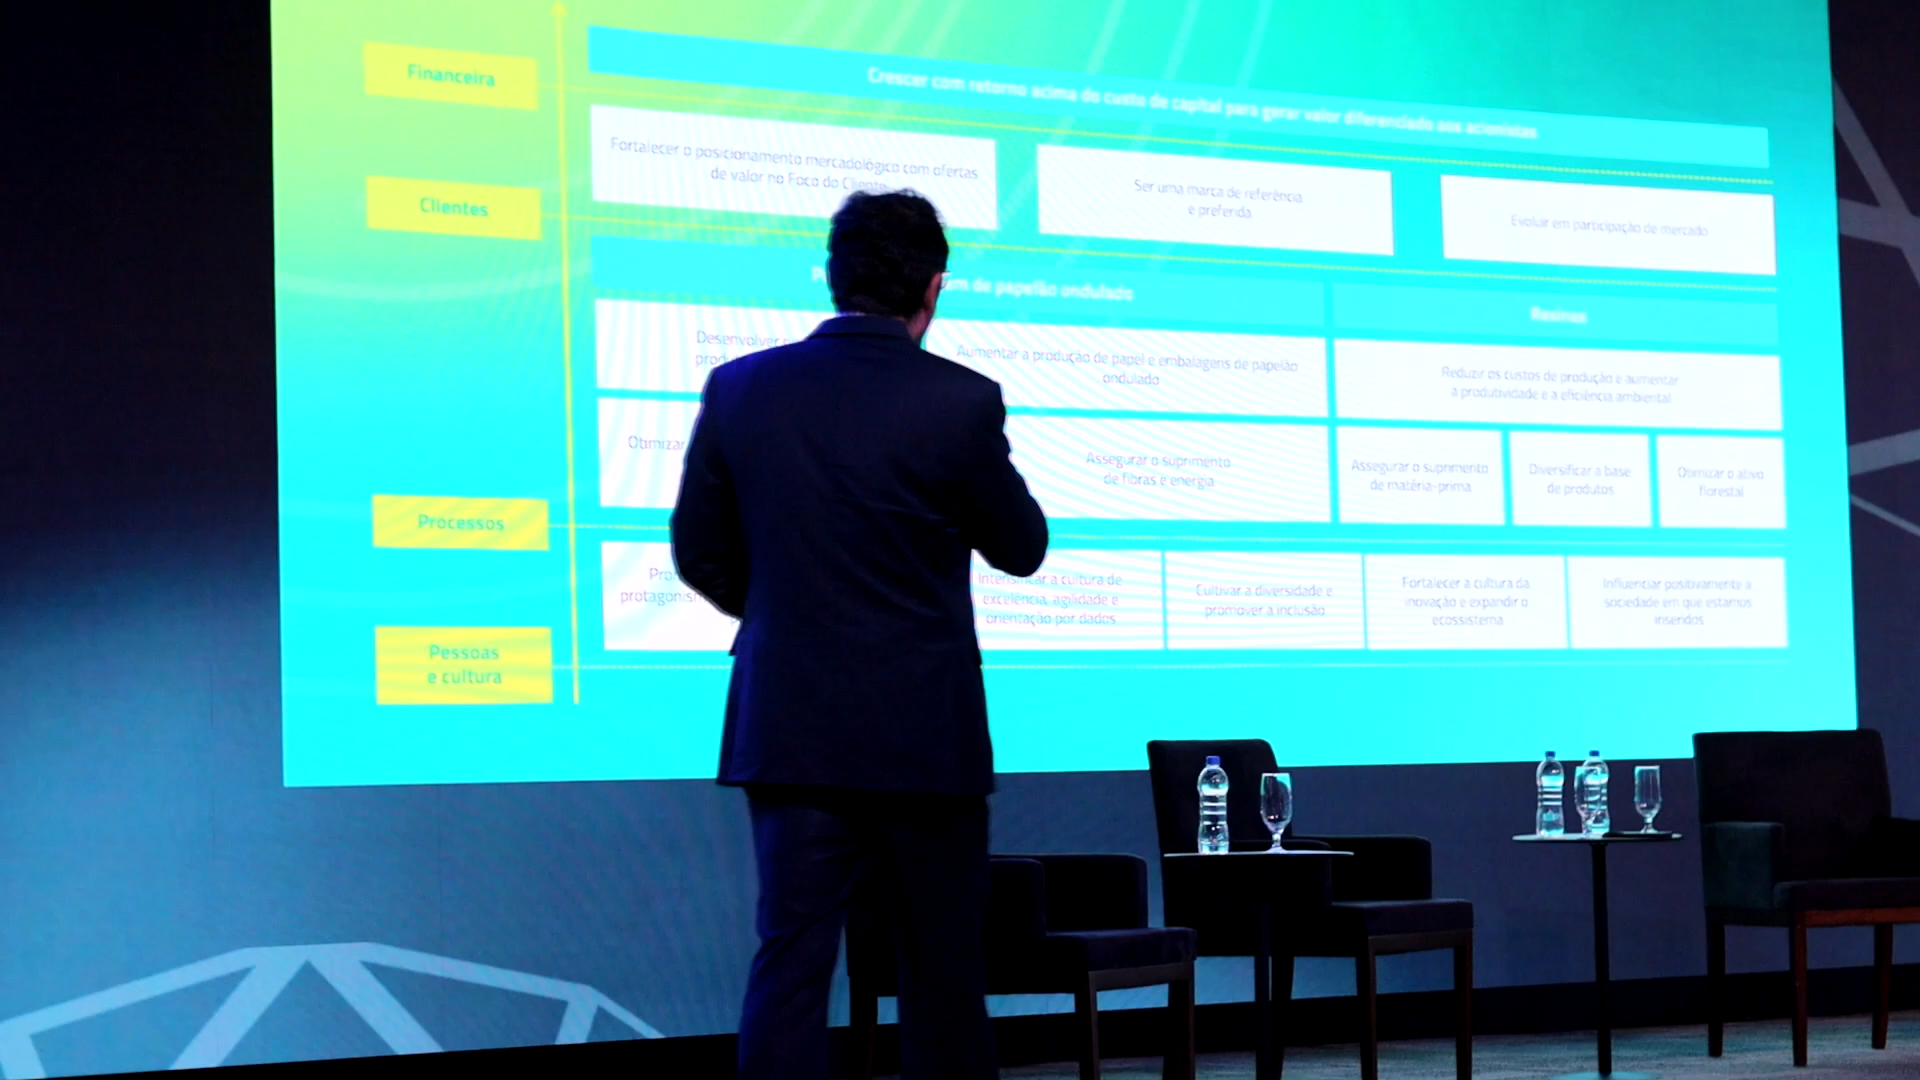 Financeira
Crescer com retorno acima do custo de capital para gerar valor diferenciado aos acionistas
Clientes
Fortalecer o posicionamento mercadológico com ofertas
de valor no Foco do Cliente
Ser uma marca de referência
e preferida
Evoluir em participação de mercado
de papelão ondulado
Resinas
Desenvolver
Aumentar a produção de papel e embalagens de papelão
ondulado
Reduzir os custos de produção e aumentar
a produtividade e a eficiência ambiental
Otimizar
Assegurar o suprimento
de fibras e energia
Assegurar o suprimento
de matéria-prima
Diversificar a base
de produtos
Otimizar o ativo
florestal
Processos
Intensificar a cultura de
excelência, agilidade e
orientação por dados
Cultivar a diversidade e
promover a inclusão
Fortalecer a cultura da
inovação e expandir o
ecossistema
Influenciar positivamente a
sociedade em que estamos
inseridos
Pessoas
e cultura